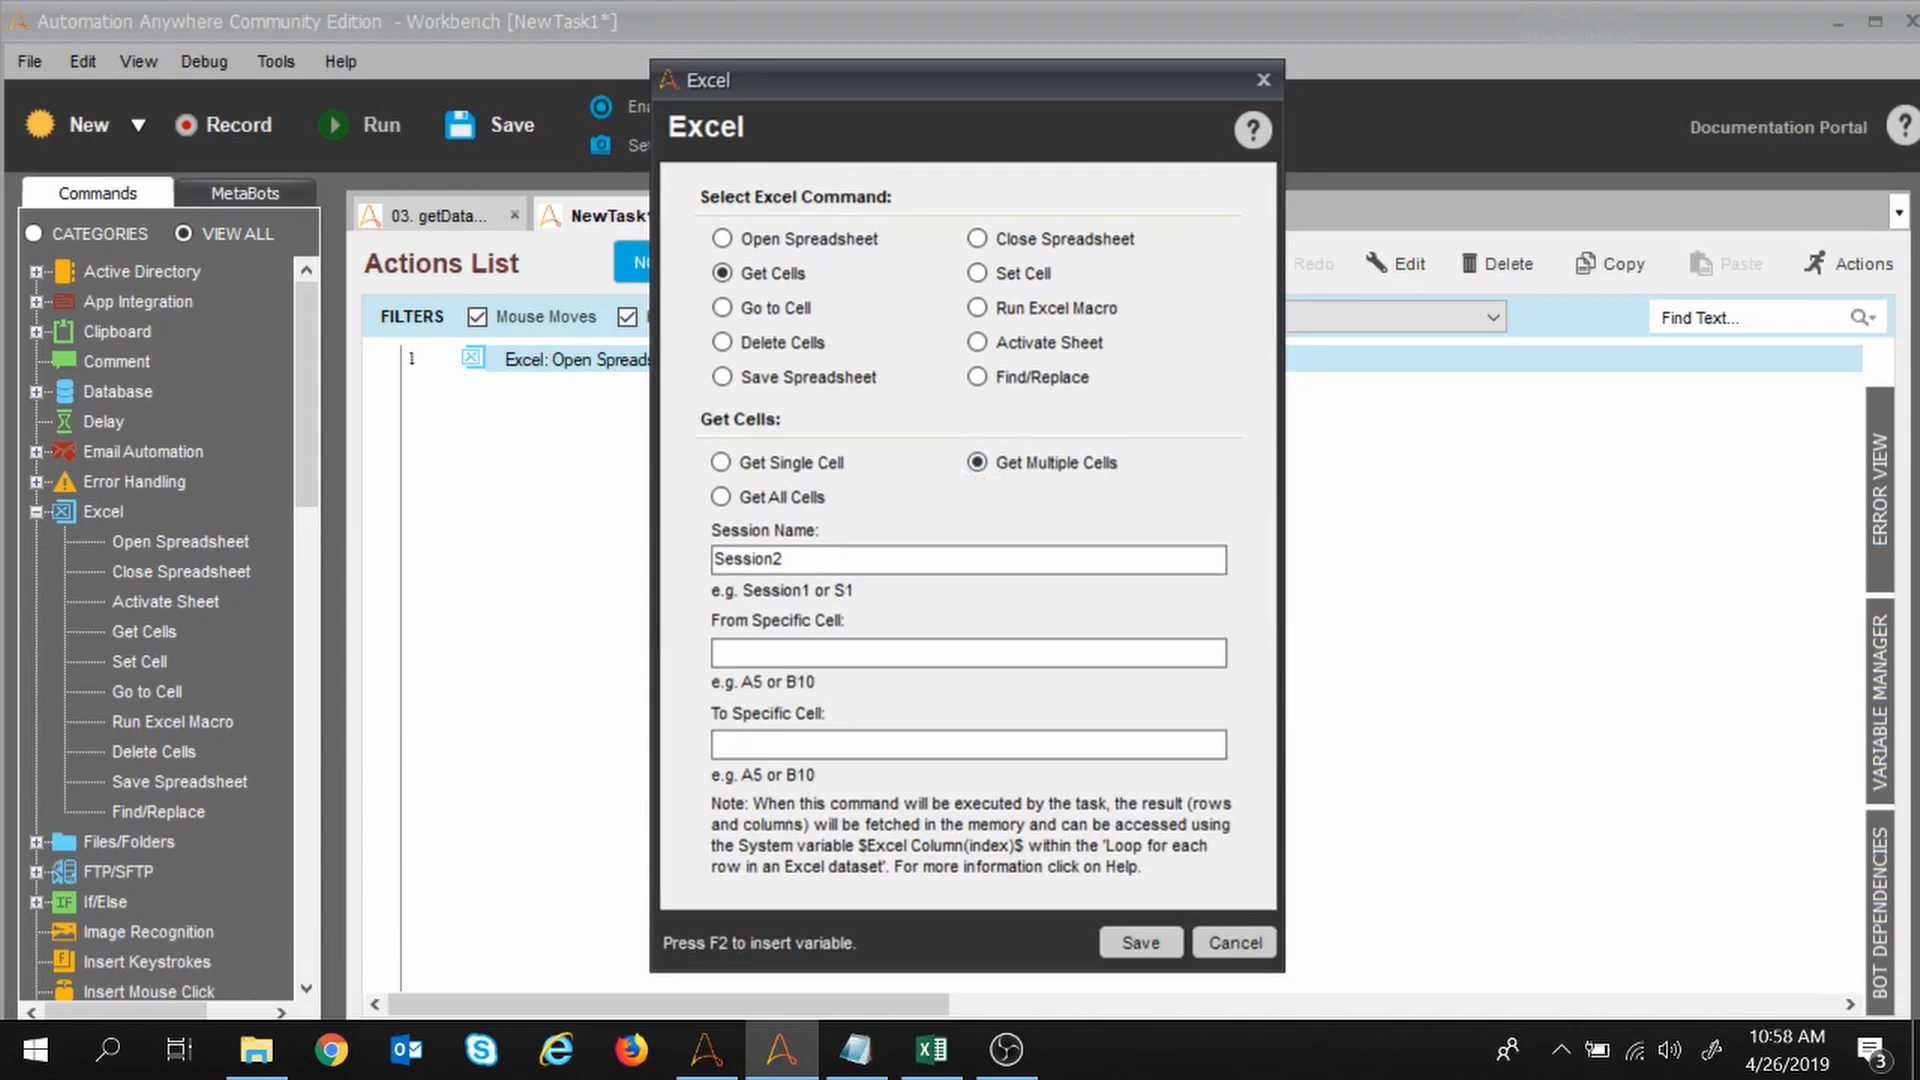 Automation Anywhere Community Edition - Workbench [NewTask1*]
File Edit View Debug Tools Help
New Record Run Save
Documentation Portal ?
Commands MetaBots
CATEGORIES VIEW ALL
Active Directory
App Integration
Clipboard
Comment
Database
Delay
Email Automation
Error Handling
Excel
Open Spreadsheet
Close Spreadsheet
Activate Sheet
Get Cells
Set Cell
Go to Cell
Run Excel Macro
Delete Cells
Save Spreadsheet
Find/Replace
Files/Folders
FTP/SFTP
IF If/Else
Image Recognition
Insert Keystrokes
Insert Mouse Click
03. getData... NewTask
Actions List
Redo Edit Delete Copy Paste Actions
FILTERS Mouse Moves
Find Text...
1 Excel: Open Spreads
ERROR VIEW
VARIABLE MANAGER
BOT DEPENDENCIES
Excel
Excel ?
Select Excel Command:
Open Spreadsheet Close Spreadsheet
Get Cells Set Cell
Go to Cell Run Excel Macro
Delete Cells Activate Sheet
Save Spreadsheet Find/Replace
Get Cells:
Get Single Cell Get Multiple Cells
Get All Cells
Session Name:
Session2
e.g. Session1 or S1
From Specific Cell:
e.g. A5 or B10
To Specific Cell:
e.g. A5 or B10
Note: When this command will be executed by the task, the result (rows
and columns) will be fetched in the memory and can be accessed using
the System variable $Excel Column(index)$ within the 'Loop for each
row in an Excel dataset'. For more information click on Help.
Press F2 to insert variable. Save Cancel
10:58 AM
4/26/2019
3